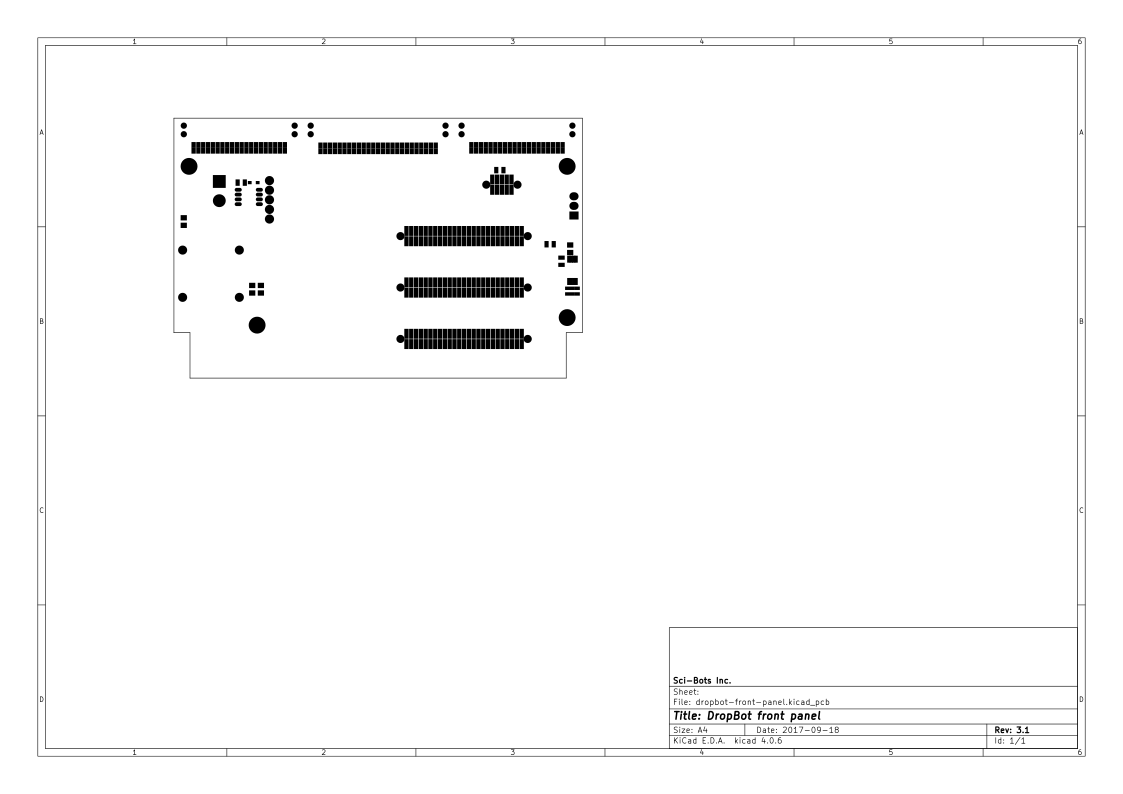 1 2 3 4 5 6
A A
B B
C C
D D
Sci-Bots Inc.
Sheet:
File: dropbot-front-panel.kicad_pcb
Title: DropBot front panel
Size: A4 Date: 2017-09-18 Rev: 3.1
KiCad E.D.A. kicad 4.0.6 Id: 1/1
1 2 3 4 5 6